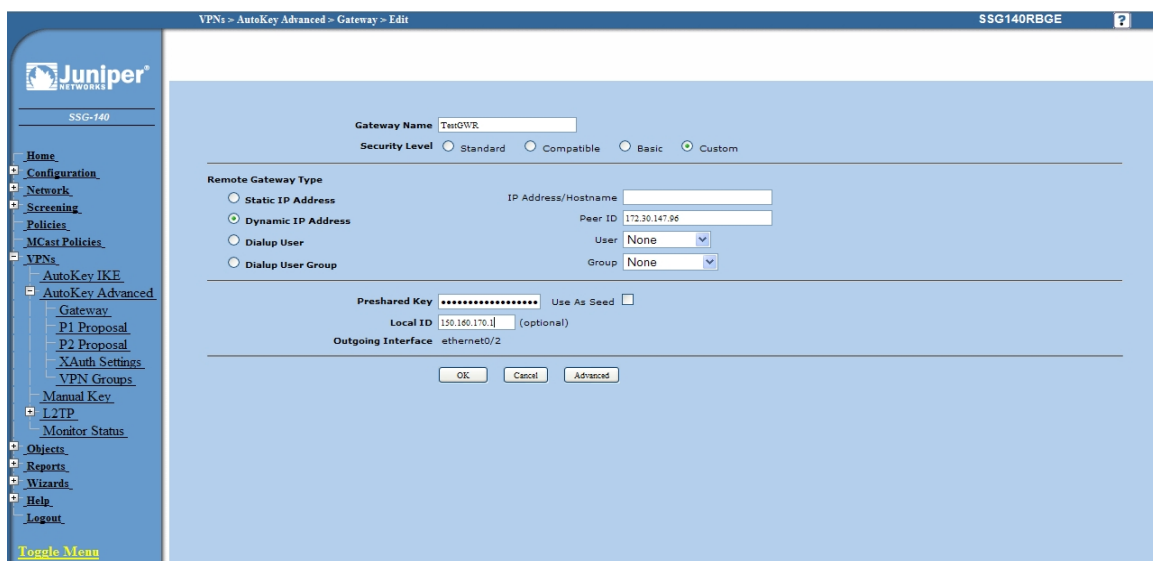 VPNs > AutoKey Advanced > Gateway > Edit
SSG140RBGE
?
Juniper®
NETWORKS
SSG-140
Home
Configuration
Network
Screening
Policies
MCast Policies
VPNs
AutoKey IKE
AutoKey Advanced
Gateway
P1 Proposal
P2 Proposal
XAuth Settings
VPN Groups
Manual Key
L2TP
Monitor Status
Objects
Reports
Wizards
Help
Logout
Toggle Menu
Gateway Name TestGWR
Security Level Standard Compatible Basic Custom
Remote Gateway Type
Static IP Address IP Address/Hostname
Dynamic IP Address Peer ID 172.30.147.96
Dialup User User None
Dialup User Group Group None
Preshared Key •••••••••••••••••• Use As Seed
Local ID 150.160.170.1 (optional)
Outgoing Interface ethernet0/2
OK Cancel Advanced